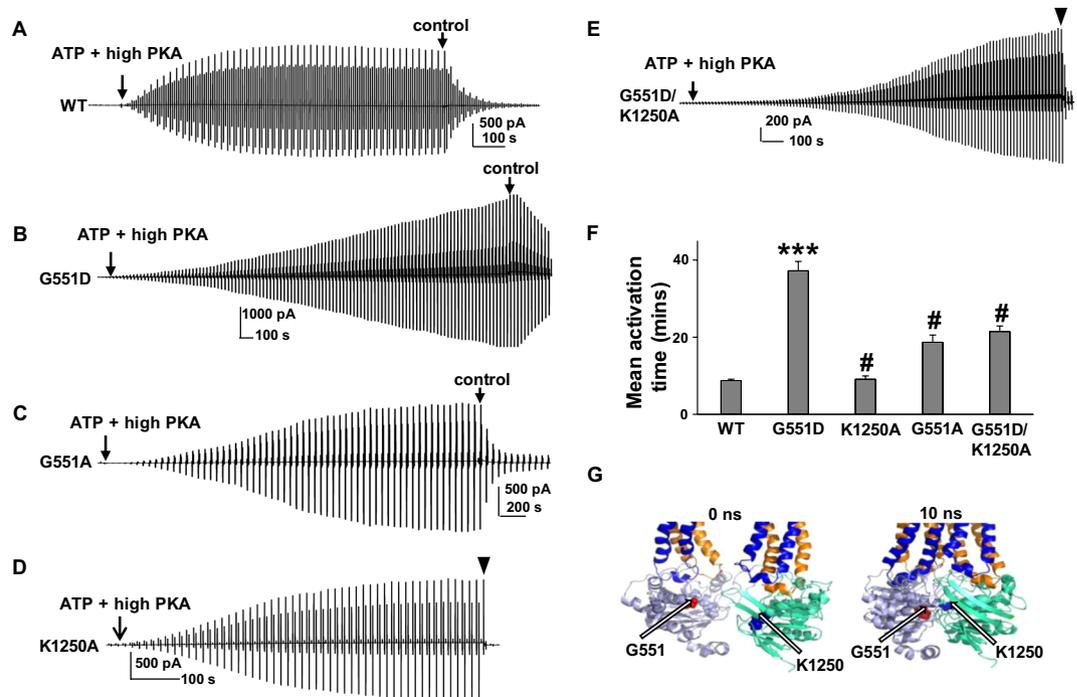 A
ATP + high PKA
control
WT
500 pA
100 s
B
ATP + high PKA
control
G551D
1000 pA
100 s
C
ATP + high PKA
control
G551A
500 pA
200 s
D
ATP + high PKA
K1250A
500 pA
100 s
E
ATP + high PKA
G551D/
K1250A
200 pA
100 s
F
Mean activation
time (mins)
40
20
0
***
#
#
#
WT
G551D
K1250A
G551A
G551D/
K1250A
G
0 ns
10 ns
G551
K1250
G551
K1250